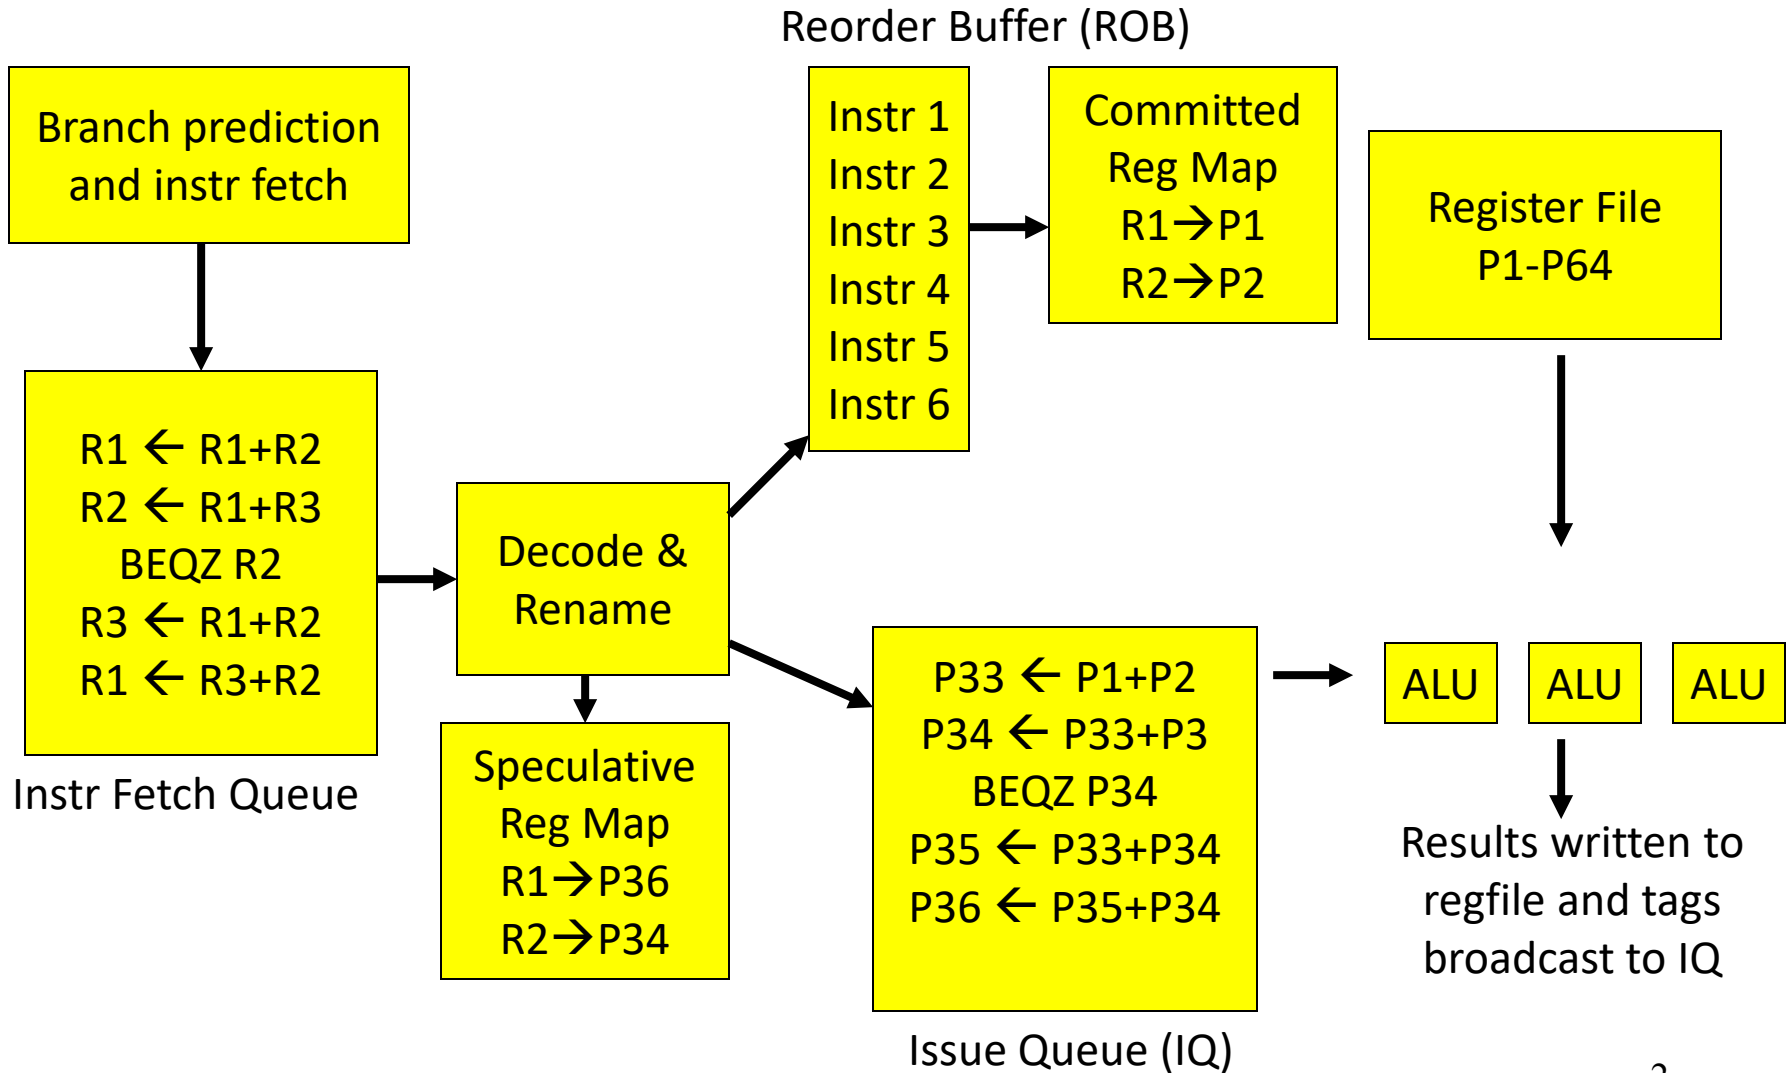 Reorder Buffer (ROB)
Branch prediction
and instr fetch
Instr 1
Instr 2
Instr 3
Instr 4
Instr 5
Instr 6
Committed
Reg Map
R1→P1
R2→P2
Register File
P1-P64
R1 ← R1+R2
R2 ← R1+R3
BEQZ R2
R3 ← R1+R2
R1 ← R3+R2
Instr Fetch Queue
Decode &
Rename
Speculative
Reg Map
R1→P36
R2→P34
P33 ← P1+P2
P34 ← P33+P3
BEQZ P34
P35 ← P33+P34
P36 ← P35+P34
Issue Queue (IQ)
ALU
ALU
ALU
Results written to
regfile and tags
broadcast to IQ